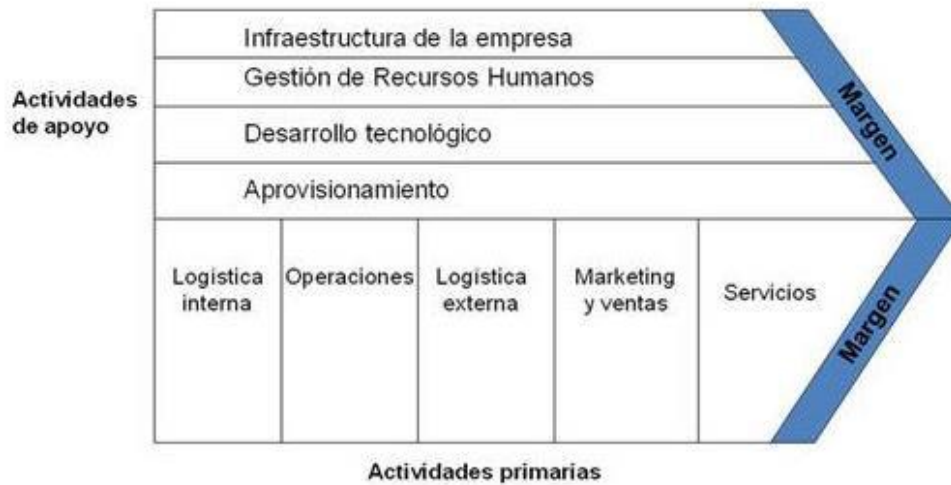 Infraestructura de la empresa
Gestión de Recursos Humanos
Actividades
de apoyo
Desarrollo tecnológico
Aprovisionamiento
Margen
Logística
interna
Operaciones
Logística
externa
Marketing
y ventas
Servicios
Margen
Actividades primarias